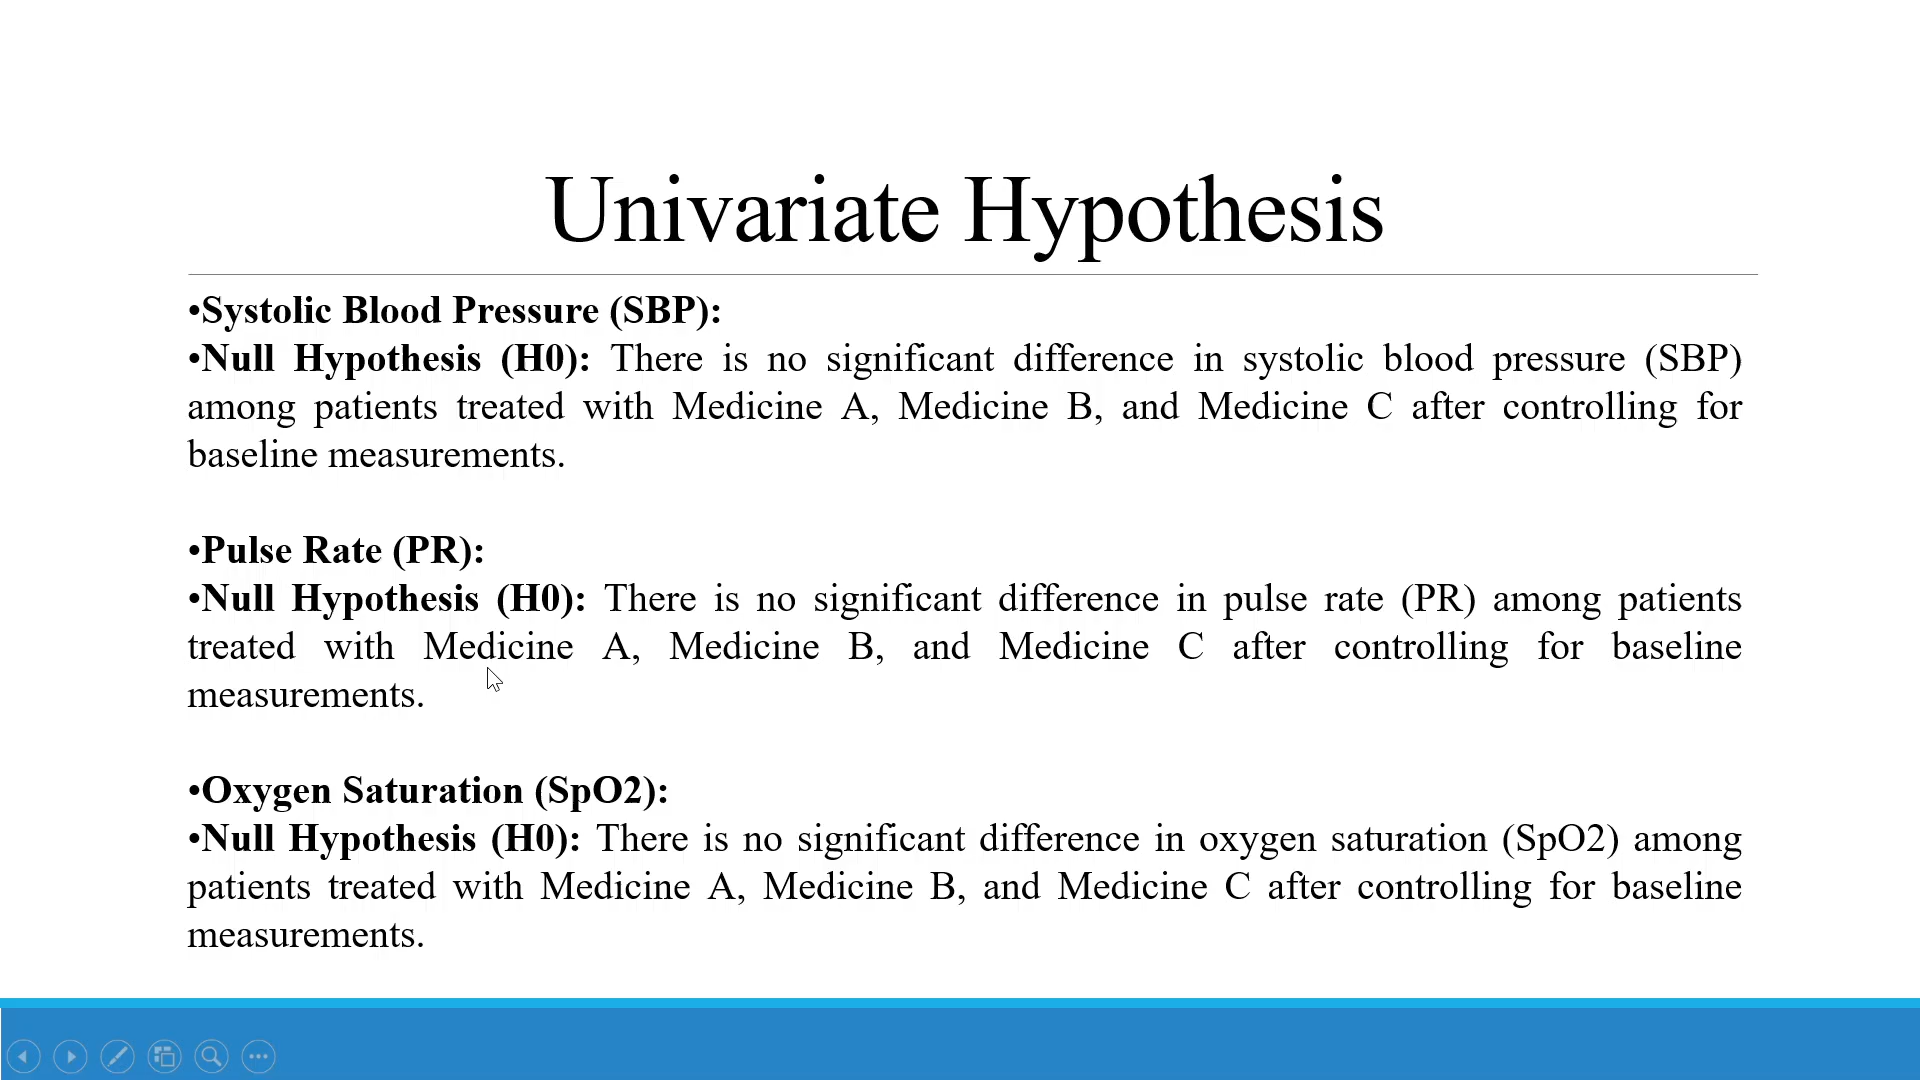 Univariate Hypothesis
•Systolic Blood Pressure (SBP):
•Null Hypothesis (H0): There is no significant difference in systolic blood pressure (SBP)
among patients treated with Medicine A, Medicine B, and Medicine C after controlling for
baseline measurements.
•Pulse Rate (PR):
•Null Hypothesis (H0): There is no significant difference in pulse rate (PR) among patients
treated with Medicine A, Medicine B, and Medicine C after controlling for baseline
measurements.
•Oxygen Saturation (SpO2):
•Null Hypothesis (H0): There is no significant difference in oxygen saturation (SpO2) among
patients treated with Medicine A, Medicine B, and Medicine C after controlling for baseline
measurements.